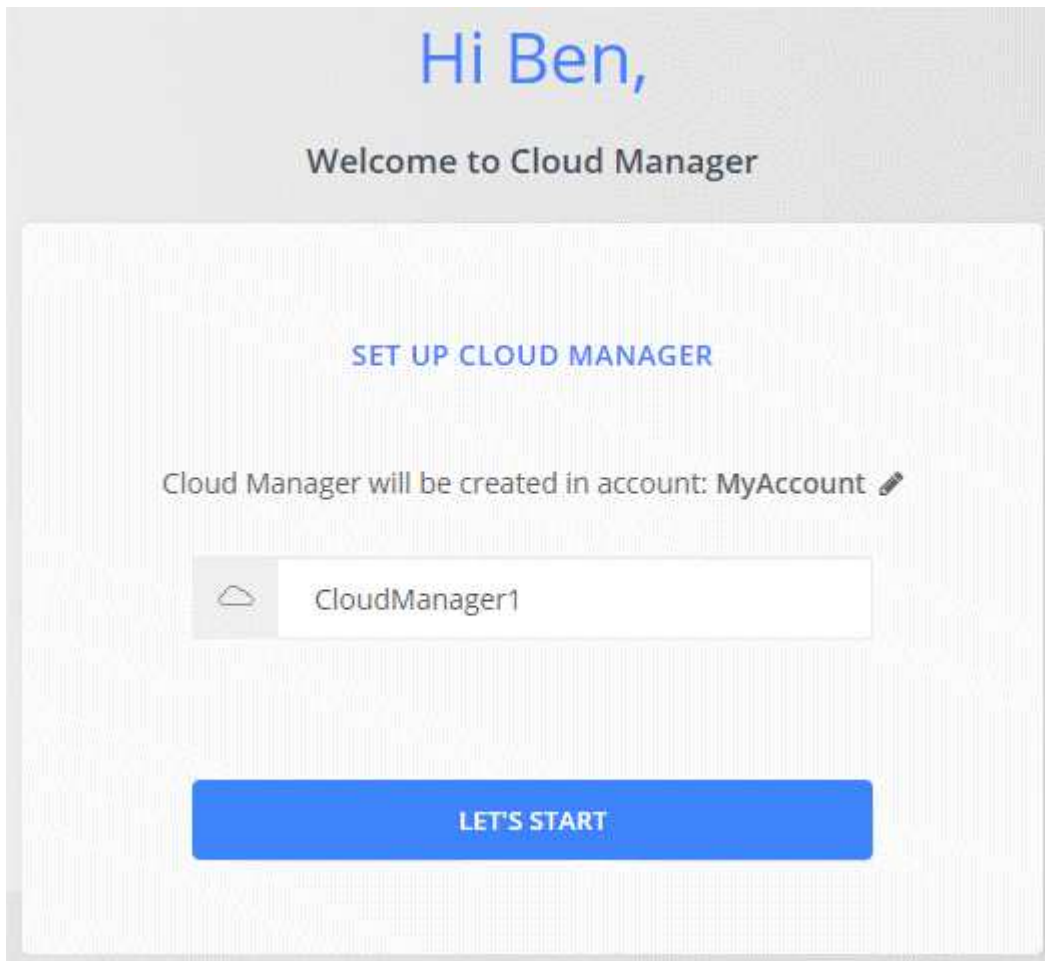 Hi Ben,
Welcome to Cloud Manager
SET UP CLOUD MANAGER
Cloud Manager will be created in account: MyAccount
CloudManager1
LET'S START